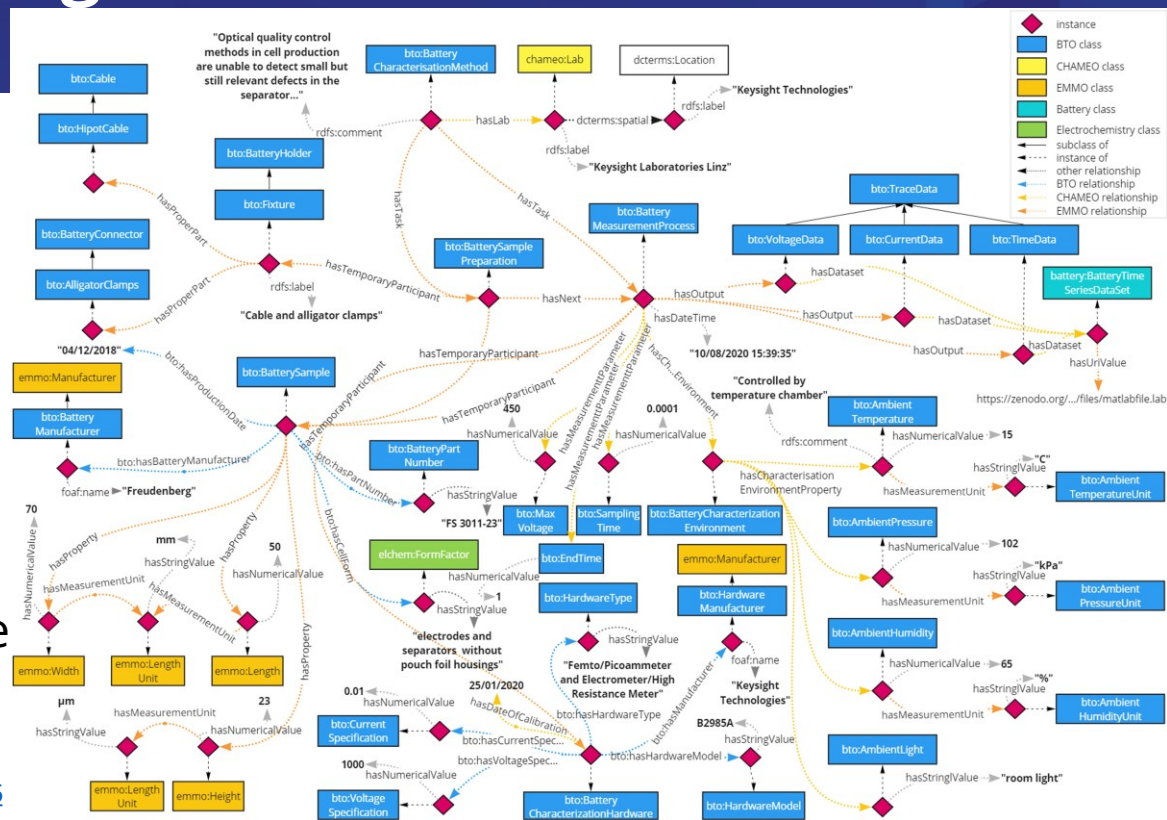 g
"Optical quality control
methods in cell production
are unable to detect small but
still relevant defects in the
separator..."
bto:Battery
CharacterisationMethod
chameo:Lab
dcterms:Location
instance
BTO class
CHAMEO class
EMMO class
Battery class
Electrochemistry class
subclass of
instance of
other relationship
BTO relationship
CHAMEO relationship
EMMO relationship
bto:Cable
bto:HipotCable
rdfs:comment
hasLab
dcterms:spatial
rdfs:label
"Keysight Technologies"
rdfs:label
"Keysight Laboratories Linz"
bto:BatteryHolder
bto:Fixture
hasTask
hasTask
bto:Battery
MeasurementProcess
bto:TraceData
bto:VoltageData
bto:CurrentData
bto:TimeData
hasProperPart
hasProperPart
bto:BatteryConnector
bto:AlligatorClamps
bto:BatterySample
Preparation
hasTemporaryParticipant
rdfs:label
"Cable and alligator clamps"
hasNext
hasOutput
hasOutput
hasOutput
hasDataset
hasDataset
hasDataset
battery:BatteryTime
SeriesDataSet
hasUriValue
https://zenodo.org/.../files/matlabfile.lab
hasDateTime
"10/08/2020 15:39:35"
"04/12/2018"
bto:hasProductionDate
emmo:Manufacturer
bto:Battery
Manufacturer
foaf:name
"Freudenberg"
bto:hasBatteryManufacturer
bto:BatterySample
hasTemporaryParticipant
hasTemporaryParticipant
hasTemporaryParticipant
hasMeasurementParameter
hasMeasurementParameter
hasMeasurementParameter
hasCh...Environment
450
hasNumericalValue
0.0001
hasNumericalValue
"Controlled by
temperature chamber"
rdfs:comment
bto:Ambient
Temperature
hasNumericalValue
15
"C"
hasStringlValue
hasMeasurementUnit
bto:Ambient
TemperatureUnit
bto:BatteryPart
Number
bto:hasPartNumber
hasStringValue
"FS 3011-23"
bto:Max
Voltage
bto:Sampling
Time
bto:BatteryCharacterization
Environment
hasCharacterisation
EnvironmentProperty
bto:AmbientPressure
hasNumericalValue
102
"kPa"
hasStringlValue
hasMeasurementUnit
bto:Ambient
PressureUnit
70
hasNumericalValue
hasProperty
mm
hasStringValue
hasProperty
50
hasNumericalValue
hasMeasurementUnit
hasMeasurementUnit
e
emmo:Width
emmo:Length
Unit
emmo:Length
bto:hasCellForm
elchem:FormFactor
hasStringValue
"electrodes and
separators, without
pouch foil housings"
bto:EndTime
hasNumericalValue
1
emmo:Manufacturer
bto:HardwareType
bto:Hardware
Manufacturer
hasStringValue
"Femto/Picoammeter
and Electrometer/High
Resistance Meter"
bto:hasHardwareType
foaf:name
"Keysight
Technologies"
bto:hasManufacturer
bto:AmbientHumidity
hasNumericalValue
65
"%"
hasStringlValue
hasMeasurementUnit
bto:Ambient
HumidityUnit
hasProperty
µm
hasStringValue
hasMeasurementUnit
23
hasNumericalValue
emmo:Length
Unit
emmo:Height
0.01
hasNumericalValue
25/01/2020
hasDateOfCalibration
bto:Current
Specification
bto:hasCurrentSpec...
bto:hasVoltageSpec...
1000
hasNumericalValue
bto:Voltage
Specification
bto:Battery
CharacterizationHardware
B2985A
hasStringValue
bto:hasHardwareModel
bto:HardwareModel
bto:AmbientLight
hasStringlValue
"room light"